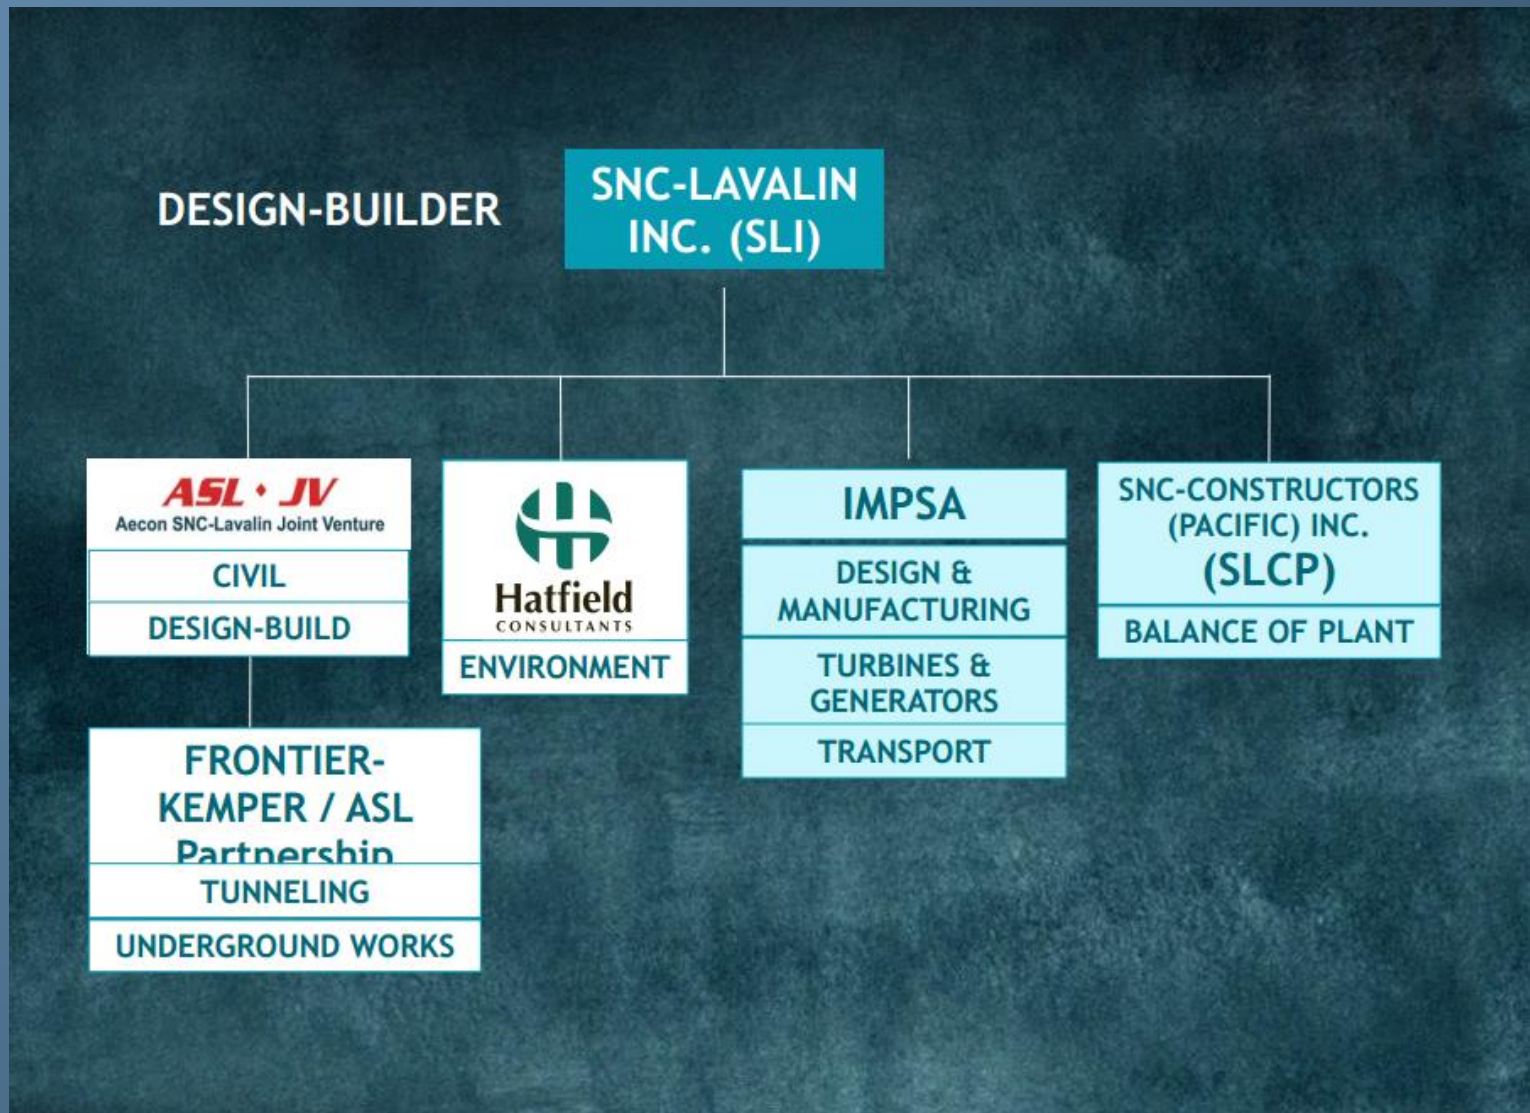 DESIGN-BUILDER
SNC-LAVALIN
INC. (SLI)
ASL · JV
Aecon SNC-Lavalin Joint Venture
CIVIL
DESIGN-BUILD
FRONTIER-
KEMPER / ASL
Partnership
TUNNELING
UNDERGROUND WORKS
Hatfield
CONSULTANTS
ENVIRONMENT
IMPSA
DESIGN &
MANUFACTURING
TURBINES &
GENERATORS
TRANSPORT
SNC-CONSTRUCTORS
(PACIFIC) INC.
(SLCP)
BALANCE OF PLANT